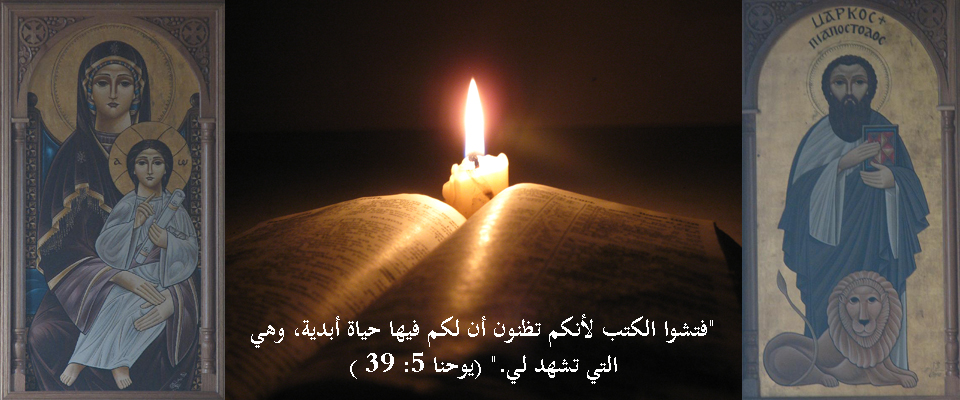 Ⲁ Ⲱ
ⲘⲀⲢⲔⲞⲤ+
ⲠⲒⲀⲠⲞⲤⲦⲞⲖⲞⲤ
"فتشوا الكتب لأنكم تظنون أن لكم فيها حياة أبدية، وهي
التي تشهد لي." (يوحنا 5: 39 )